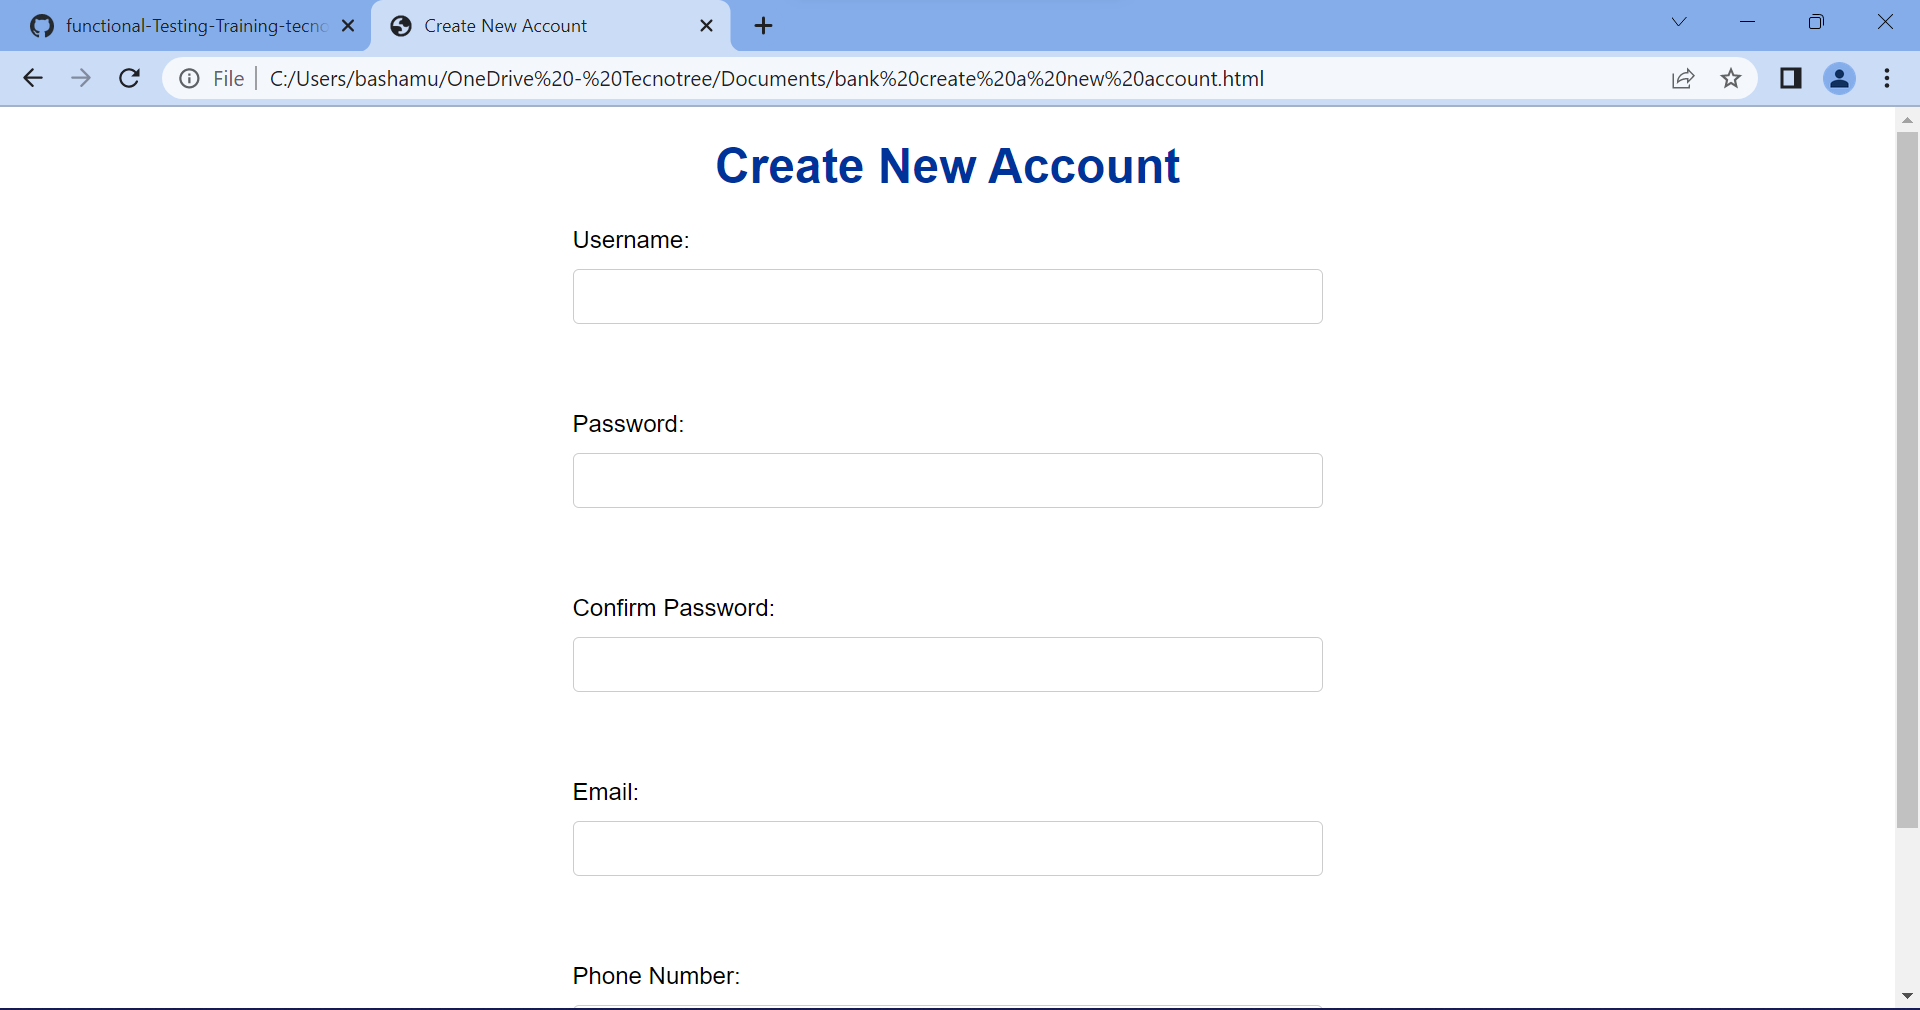 functional-Testing-Training-tecno
Create New Account
File
C:/Users/bashamu/OneDrive%20-%20Tecnotree/Documents/bank%20create%20a%20new%20account.html
Create New Account
Username:
Password:
Confirm Password:
Email:
Phone Number: